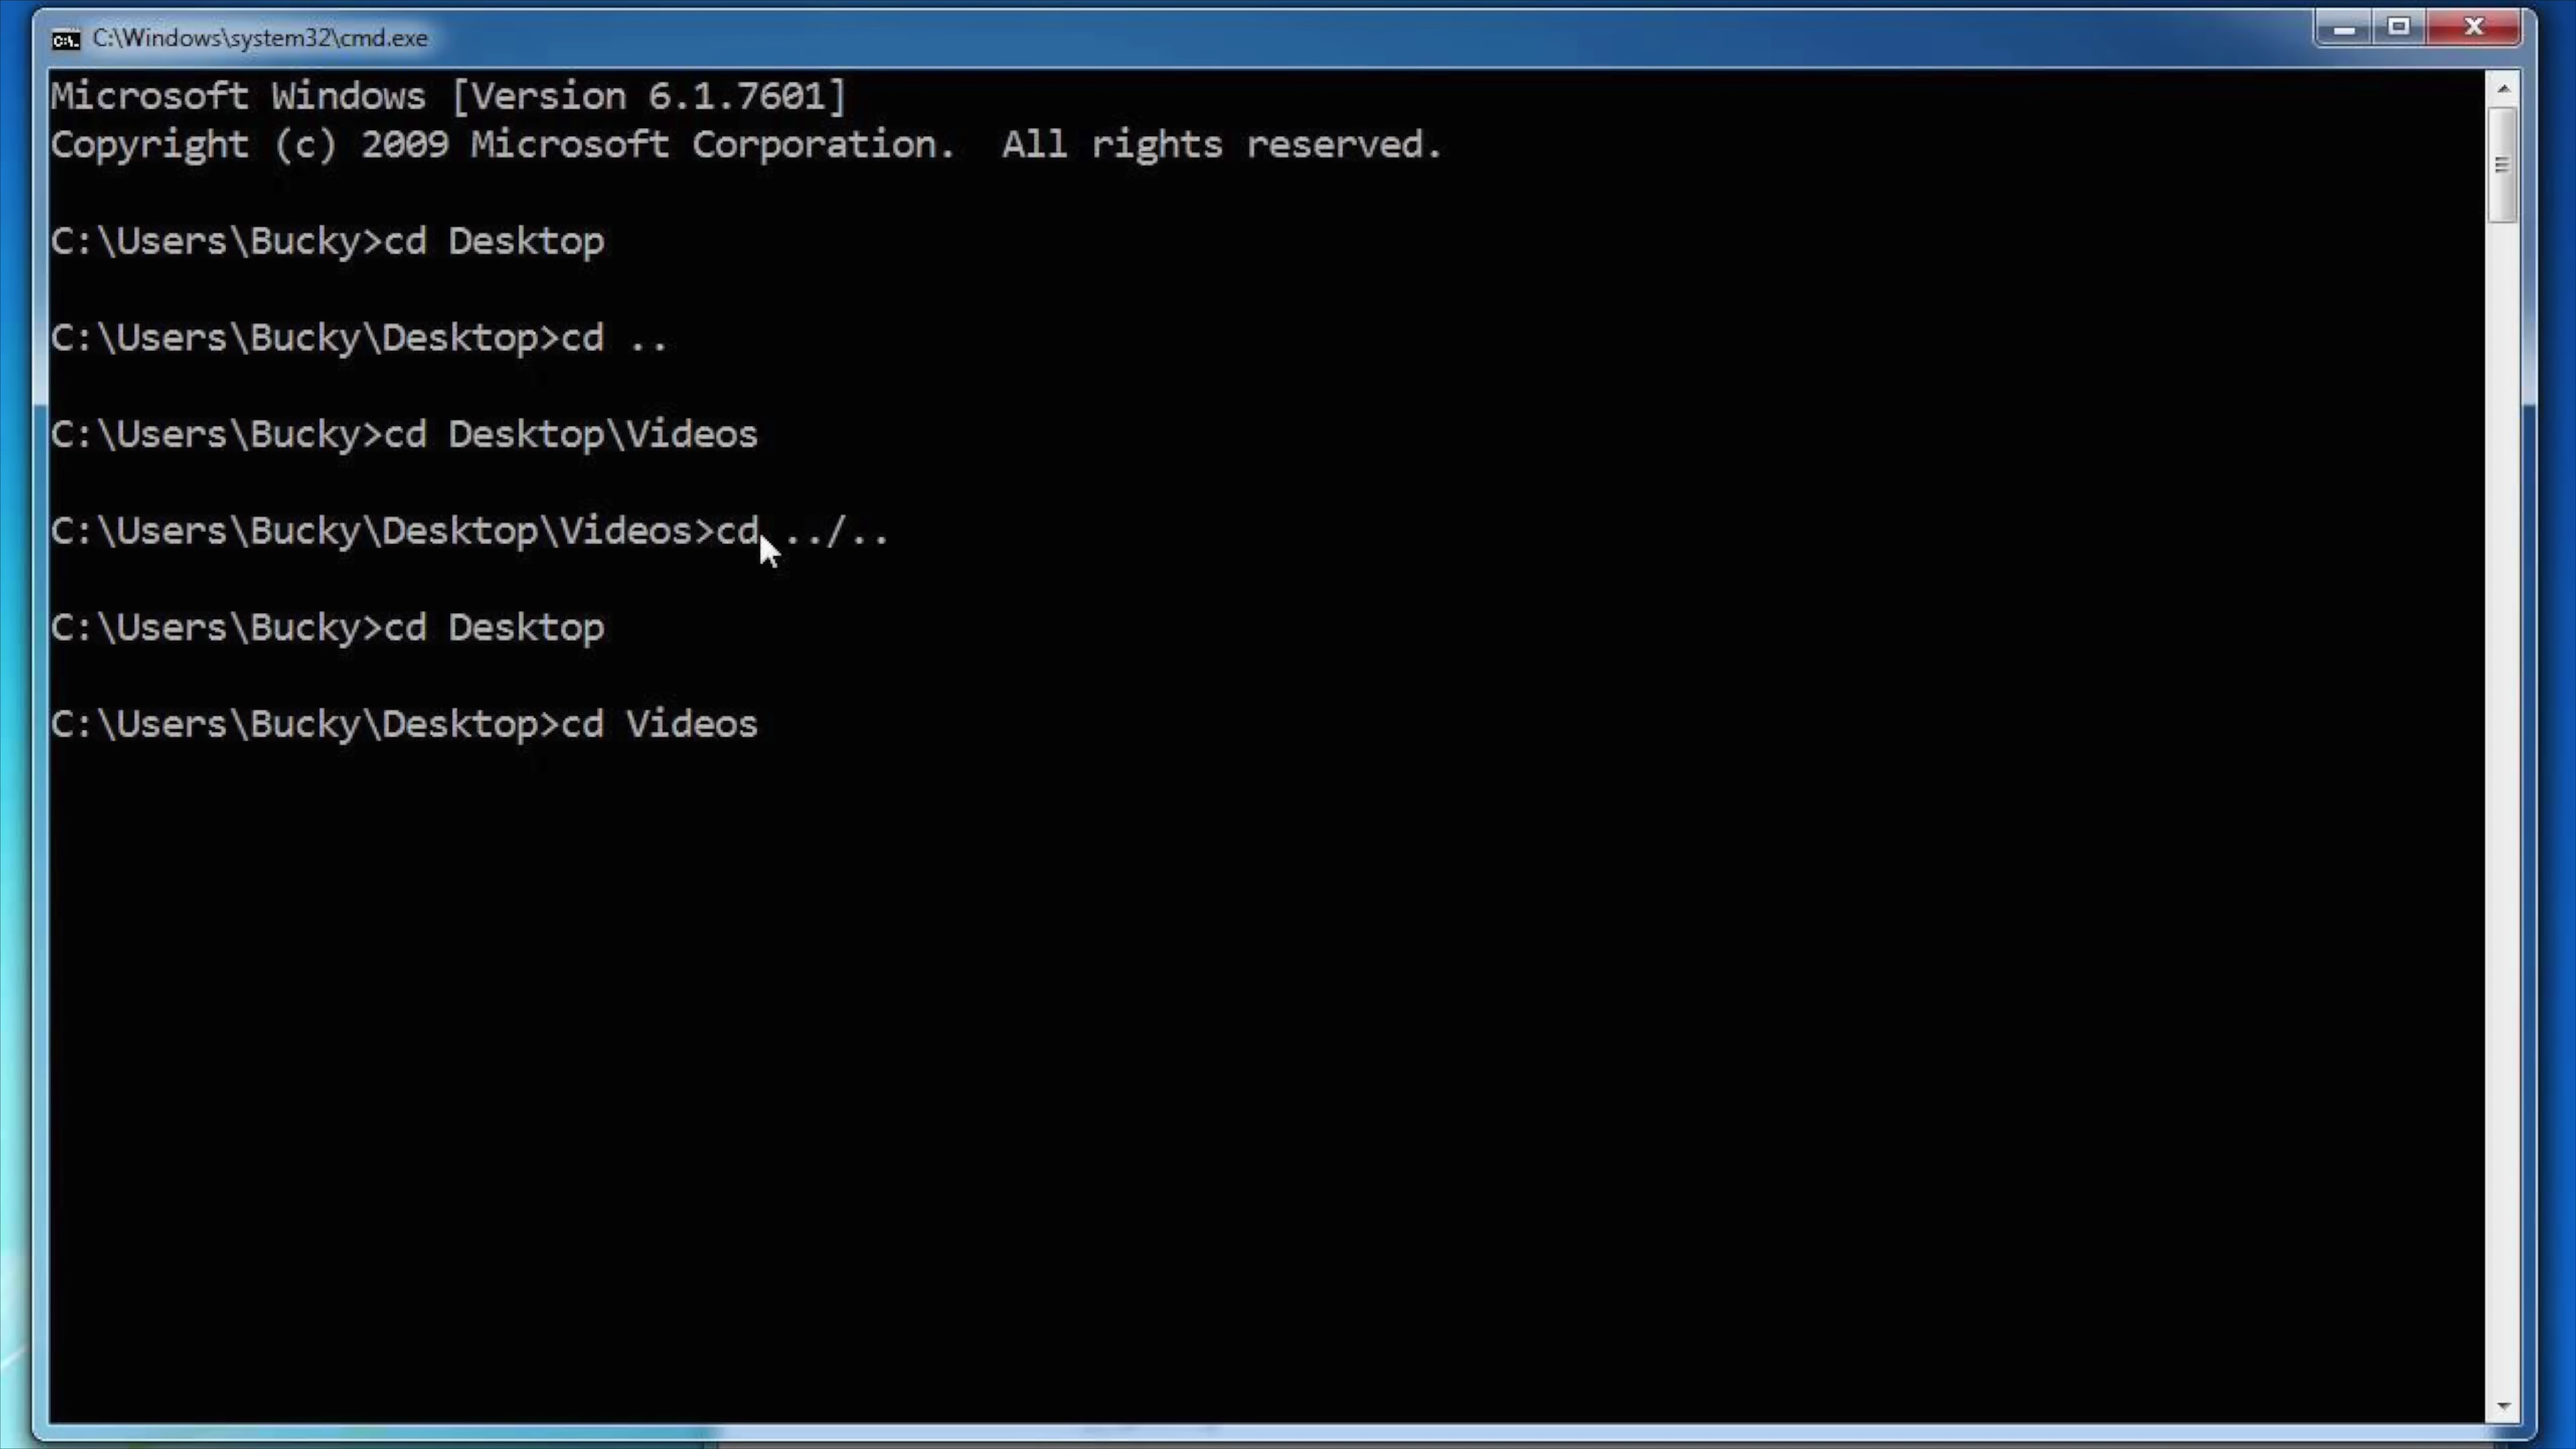 C:\Windows\system32\cmd.exe
Microsoft Windows [Version 6.1.7601]
Copyright (c) 2009 Microsoft Corporation.  All rights reserved.
C:\Users\Bucky>cd Desktop
C:\Users\Bucky\Desktop>cd ..
C:\Users\Bucky>cd Desktop\Videos
C:\Users\Bucky\Desktop\Videos>cd ../..
C:\Users\Bucky>cd Desktop
C:\Users\Bucky\Desktop>cd Videos